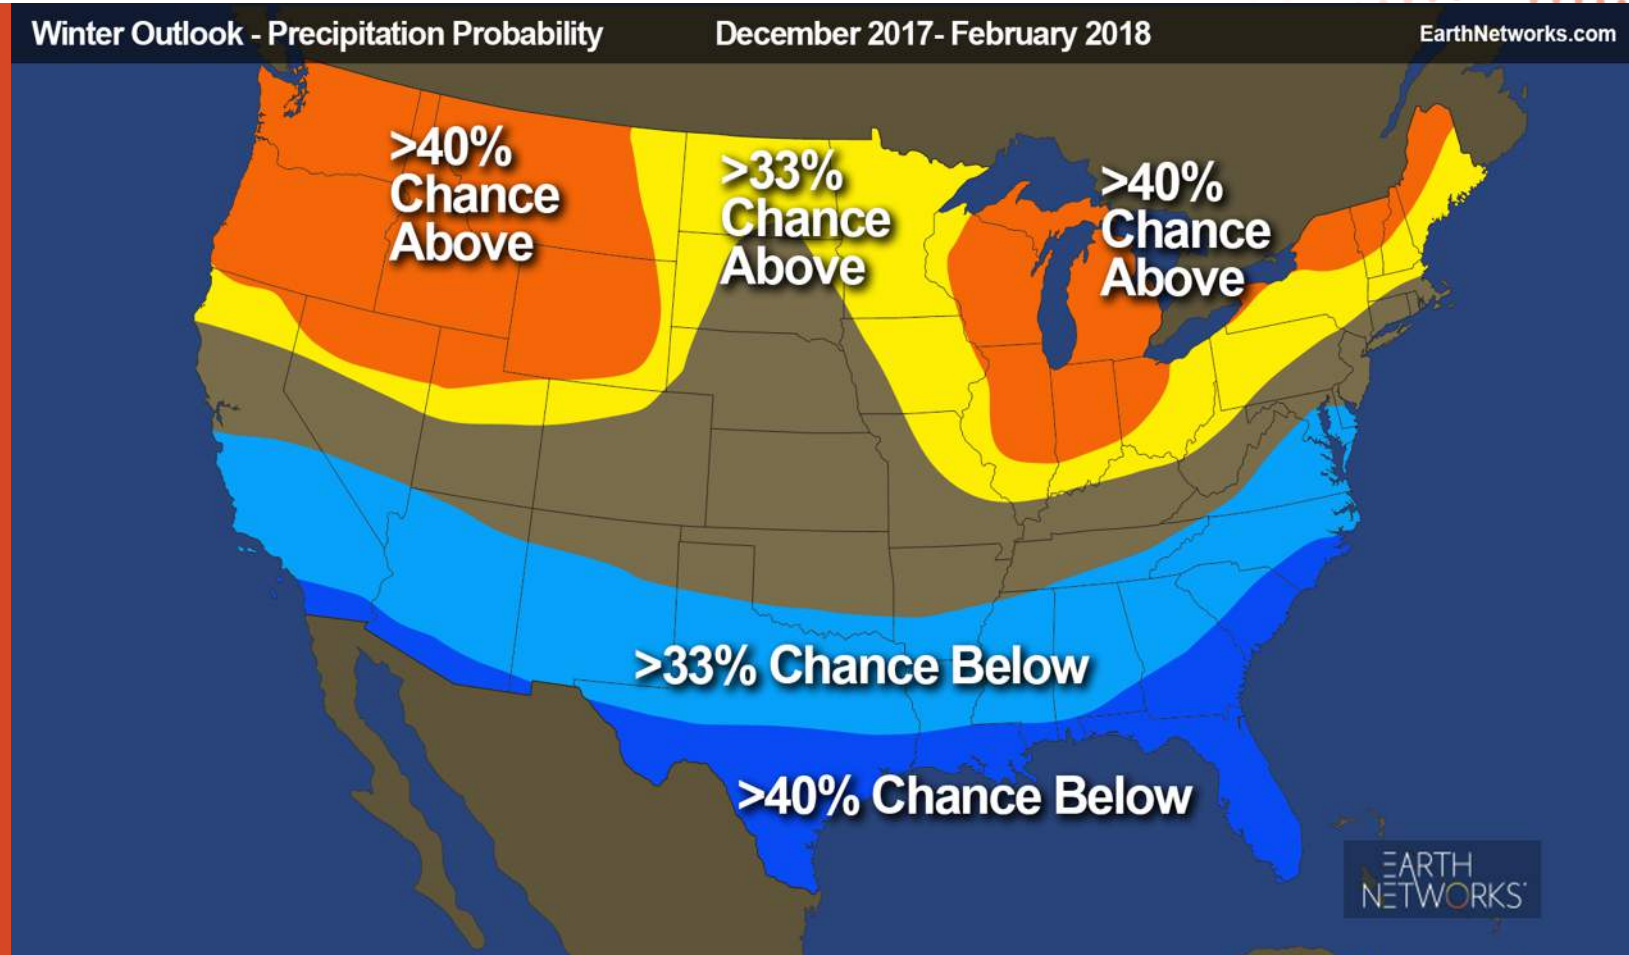 Winter Outlook - Precipitation Probability
December 2017- February 2018
EarthNetworks.com
>40%
Chance
Above
>33%
Chance
Above
>40%
Chance
Above
>33% Chance Below
>40% Chance Below
EARTH
NETWORKS